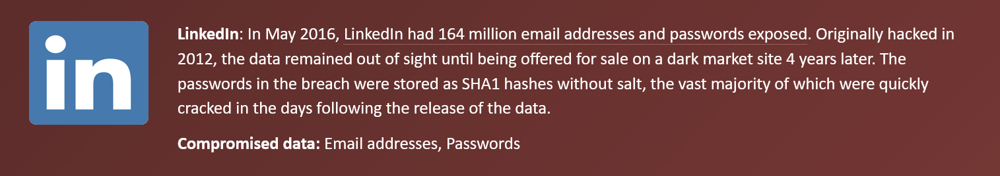 in
LinkedIn: In May 2016, LinkedIn had 164 million email addresses and passwords exposed. Originally hacked in
2012, the data remained out of sight until being offered for sale on a dark market site 4 years later. The
passwords in the breach were stored as SHA1 hashes without salt, the vast majority of which were quickly
cracked in the days following the release of the data.
Compromised data: Email addresses, Passwords